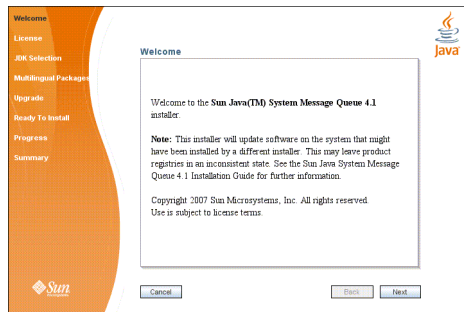 Welcome
License
JDK Selection
Multilingual Packages
Upgrade
Ready To Install
Progress
Summary
Sun
microsystems
Welcome
Welcome to the Sun Java(TM) System Message Queue 4.1
installer.
Note: This installer will update software on the system that might
have been installed by a different installer. This may leave product
registries in an inconsistent state. See the Sun Java System Message
Queue 4.1 Installation Guide for further information.
Copyright 2007 Sun Microsystems, Inc. All rights reserved.
Use is subject to license terms.
Java
Cancel
Back
Next